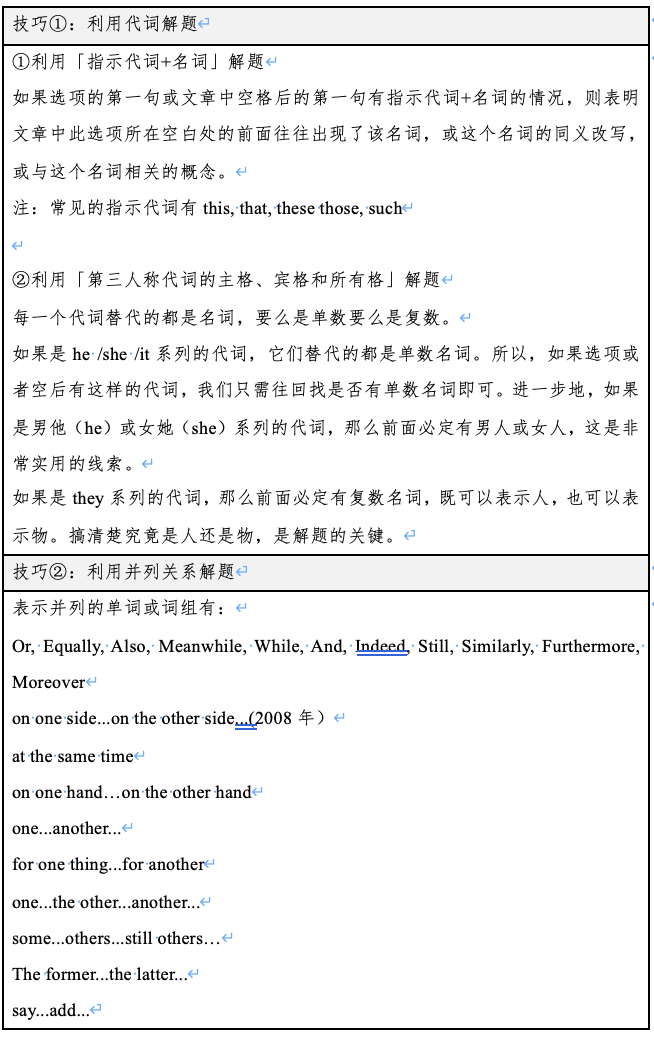 技巧①：利用代词解题
①利用「指示代词+名词」解题
如果选项的第一句或文章中空格后的第一句有指示代词+名词的情况，则表明
文章中此选项所在空白处的前面往往出现了该名词，或这个名词的同义改写，
或与这个名词相关的概念。
注：常见的指示代词有 this, that, these those, such
②利用「第三人称代词的主格、宾格和所有格」解题
每一个代词替代的都是名词，要么是单数要么是复数。
如果是 he /she /it 系列的代词，它们替代的都是单数名词。所以，如果选项或
者空后有这样的代词，我们只需往回找是否有单数名词即可。进一步地，如果
是男他（he）或女她（she）系列的代词，那么前面必定有男人或女人，这是非
常实用的线索。
如果是 they 系列的代词，那么前面必定有复数名词，既可以表示人，也可以表
示物。搞清楚究竟是人还是物，是解题的关键。
技巧②：利用并列关系解题
表示并列的单词或词组有：
Or, Equally, Also, Meanwhile, While, And, Indeed, Still, Similarly, Furthermore,
Moreover
on one side...on the other side...(2008 年）
at the same time
on one hand…on the other hand
one...another...
for one thing...for another
one...the other...another...
some...others...still others…
The former...the latter...
say...add...